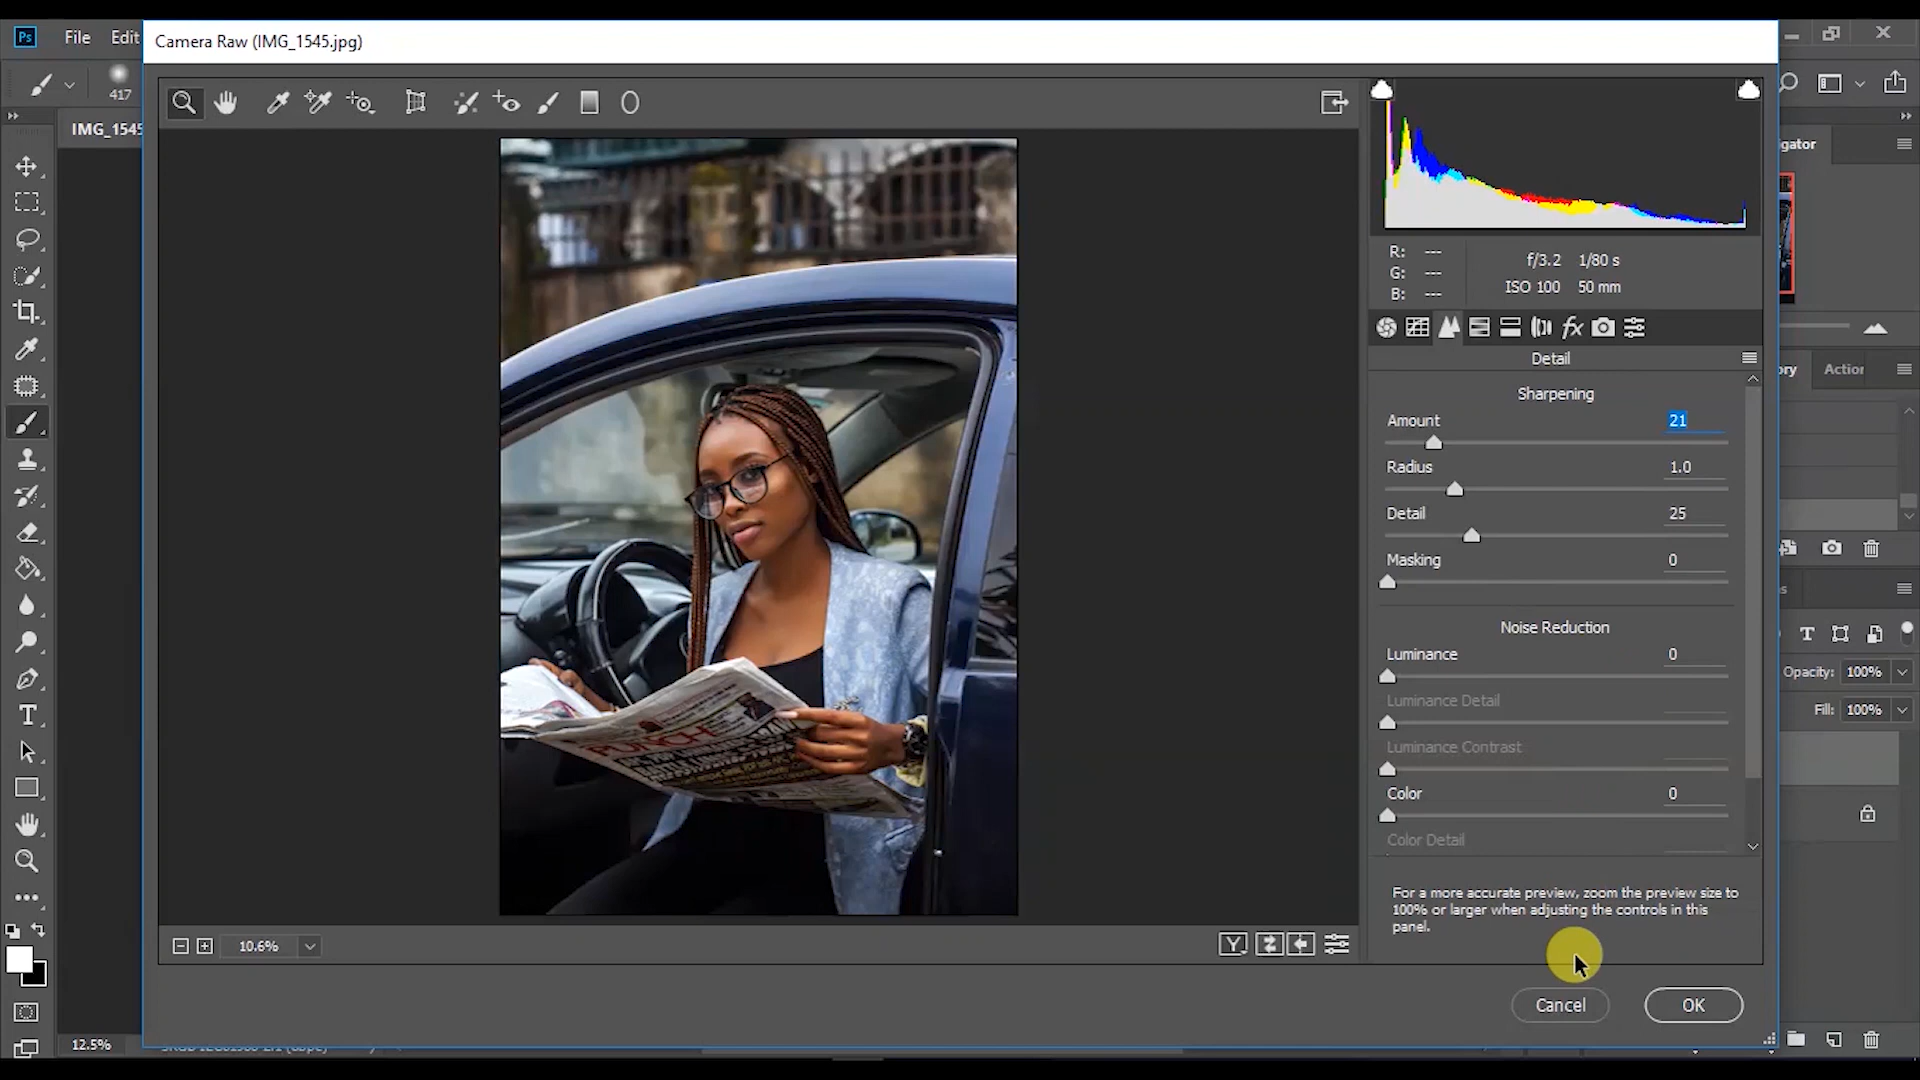 Ps File Edit
Camera Raw (IMG_1545.jpg)
417
IMG_1545
R: ---
G: ---
B: ---
f/3.2 1/80 s
ISO 100 50 mm
Detail
Sharpening
Amount 21
Radius 1.0
Detail 25
Masking 0
Noise Reduction
Luminance 0
Luminance Detail
Luminance Contrast
Color 0
Color Detail
For a more accurate preview, zoom the preview size to
100% or larger when adjusting the controls in this
panel.
10.6%
Cancel OK
12.5%
igator
ory Action
Opacity: 100%
Fill: 100%
PUNCH